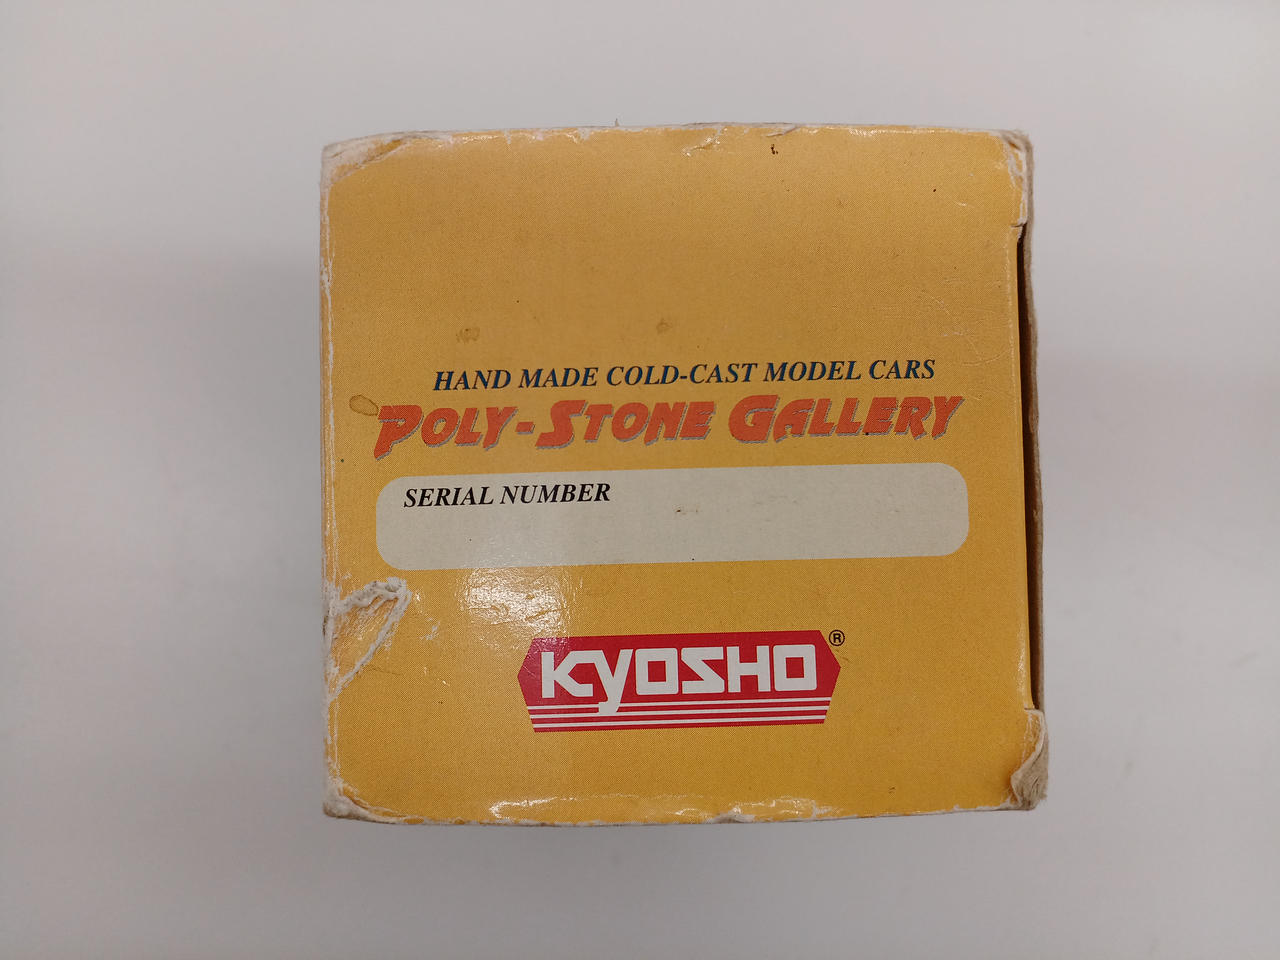 HAND MADE COLD-CAST MODEL CARS
POLY-STONE GALLERY
SERIAL NUMBER
KYOSHO ®